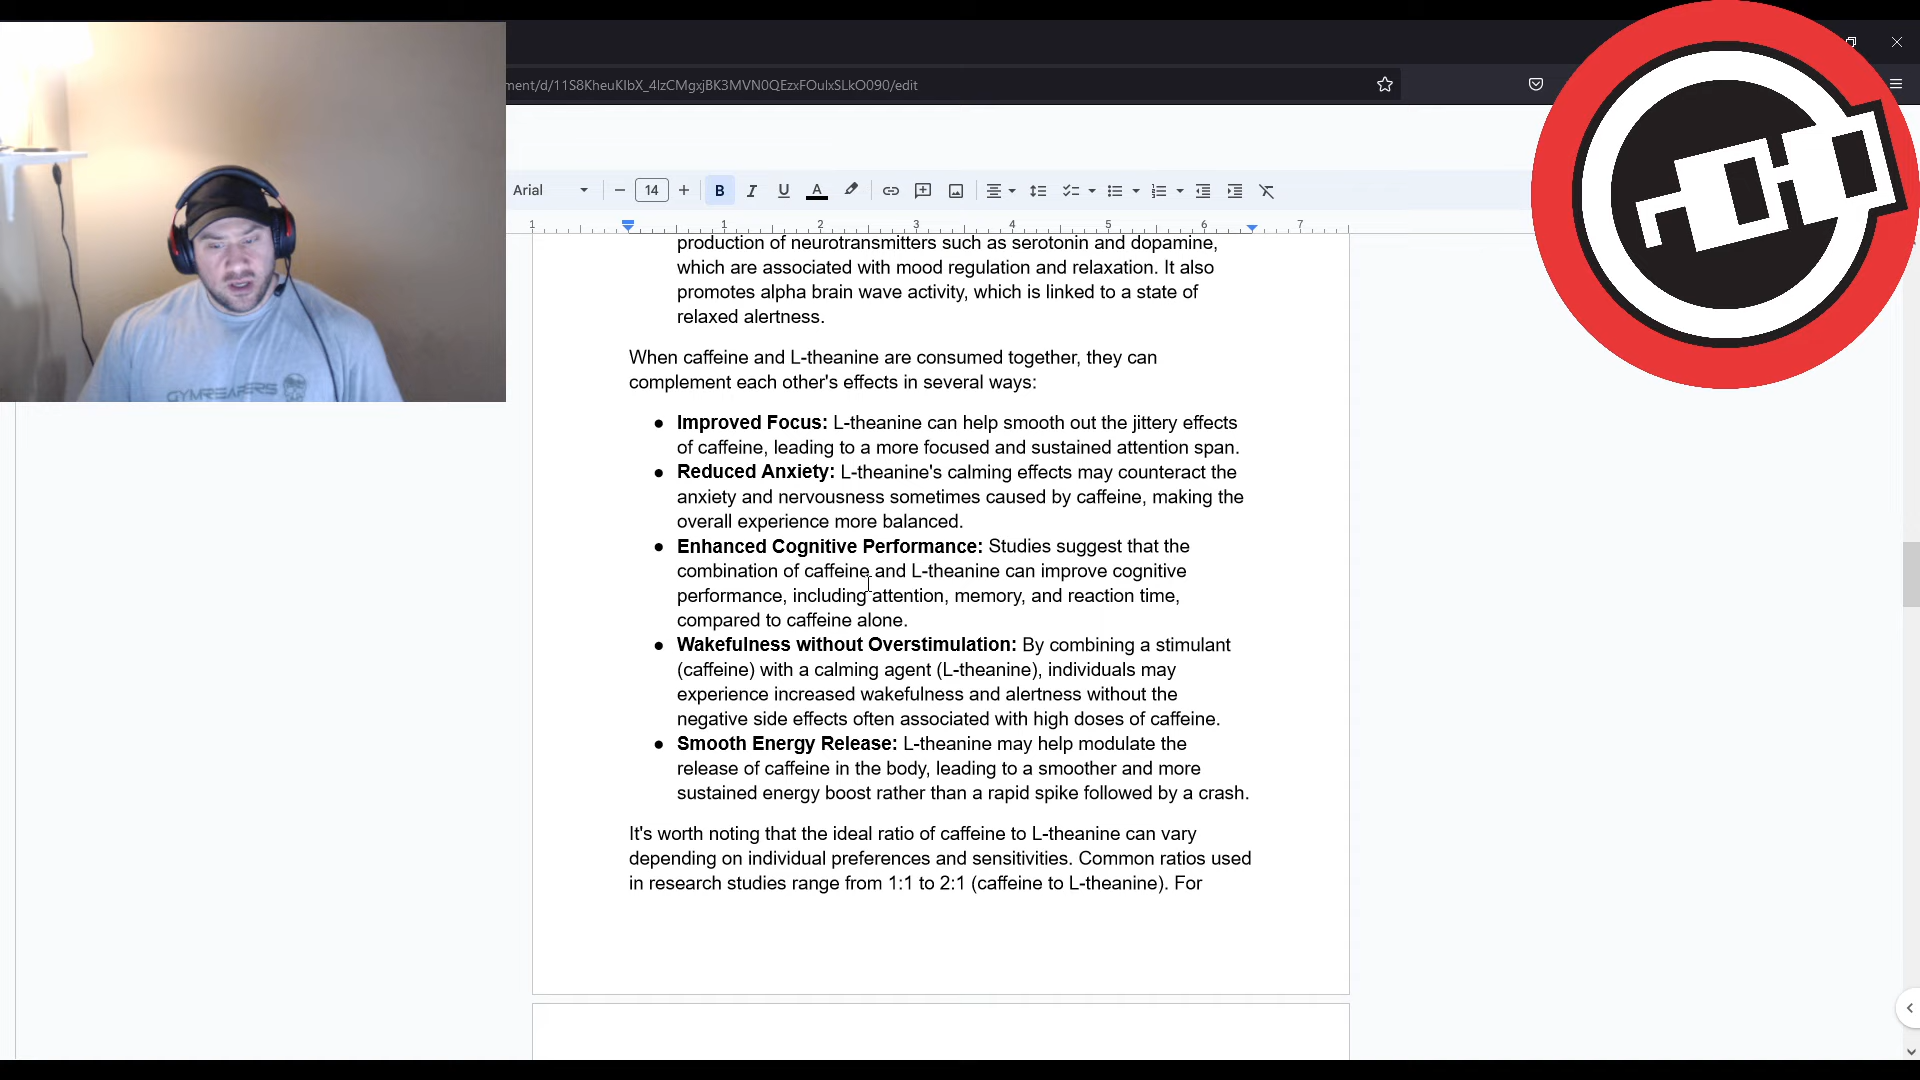 ment/d/11S8KheuKIbX_4lzCMgxjBK3MVN0QEzxFOulxSLkO090/edit
Arial
14
B
I
U
A
1 1 2 3 4 5 6 7
production of neurotransmitters such as serotonin and dopamine,
which are associated with mood regulation and relaxation. It also
promotes alpha brain wave activity, which is linked to a state of
relaxed alertness.
When caffeine and L-theanine are consumed together, they can
complement each other's effects in several ways:
● Improved Focus: L-theanine can help smooth out the jittery effects
of caffeine, leading to a more focused and sustained attention span.
● Reduced Anxiety: L-theanine's calming effects may counteract the
anxiety and nervousness sometimes caused by caffeine, making the
overall experience more balanced.
● Enhanced Cognitive Performance: Studies suggest that the
combination of caffeine and L-theanine can improve cognitive
performance, including attention, memory, and reaction time,
compared to caffeine alone.
● Wakefulness without Overstimulation: By combining a stimulant
(caffeine) with a calming agent (L-theanine), individuals may
experience increased wakefulness and alertness without the
negative side effects often associated with high doses of caffeine.
● Smooth Energy Release: L-theanine may help modulate the
release of caffeine in the body, leading to a smoother and more
sustained energy boost rather than a rapid spike followed by a crash.
It's worth noting that the ideal ratio of caffeine to L-theanine can vary
depending on individual preferences and sensitivities. Common ratios used
in research studies range from 1:1 to 2:1 (caffeine to L-theanine). For
GYMREAPERS